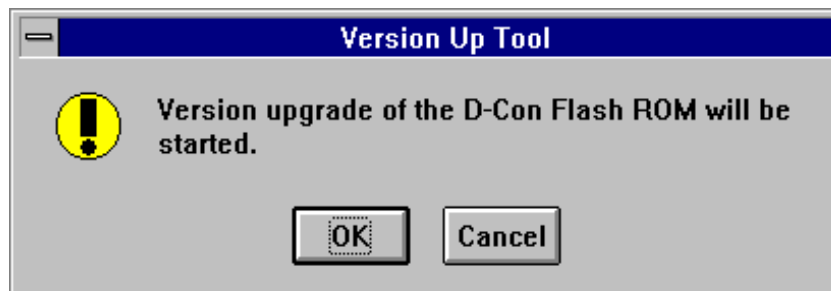 Version Up Tool
Version upgrade of the D-Con Flash ROM will be
started.
OK
Cancel